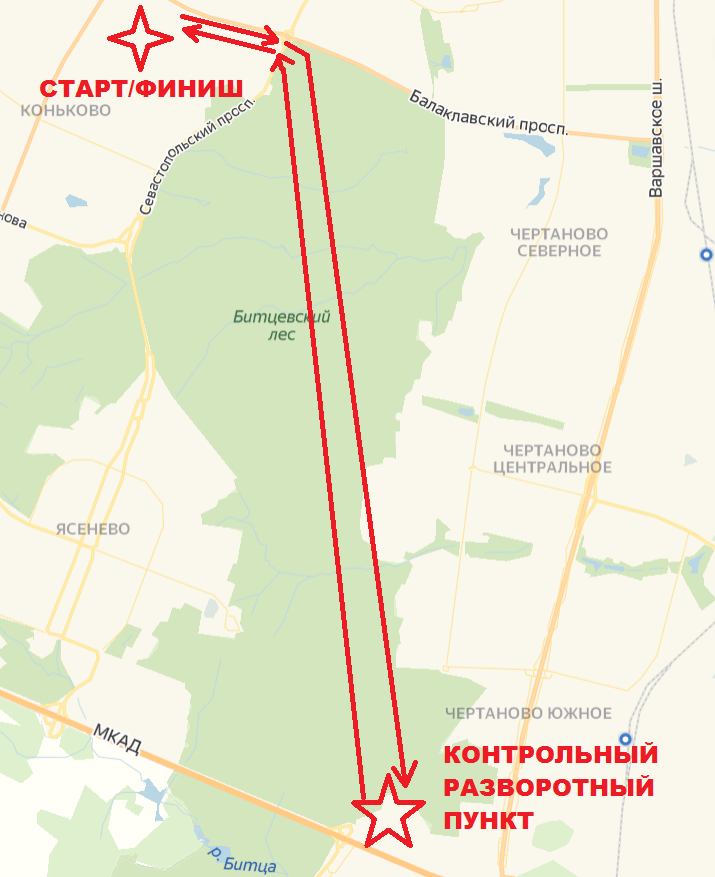 СТАРТ/ФИНИШ
КОНЬКОВО
Балаклавский просп.
Варшавское ш.
Севастопольский просп.
нова
ЧЕРТАНОВО
СЕВЕРНОЕ
Битцевский
лес
ЧЕРТАНОВО
ЦЕНТРАЛЬНОЕ
ЯСЕНЕВО
ЧЕРТАНОВО ЮЖНОЕ
МКАД
КОНТРОЛЬНЫЙ
РАЗВОРОТНЫЙ
ПУНКТ
р. Битца